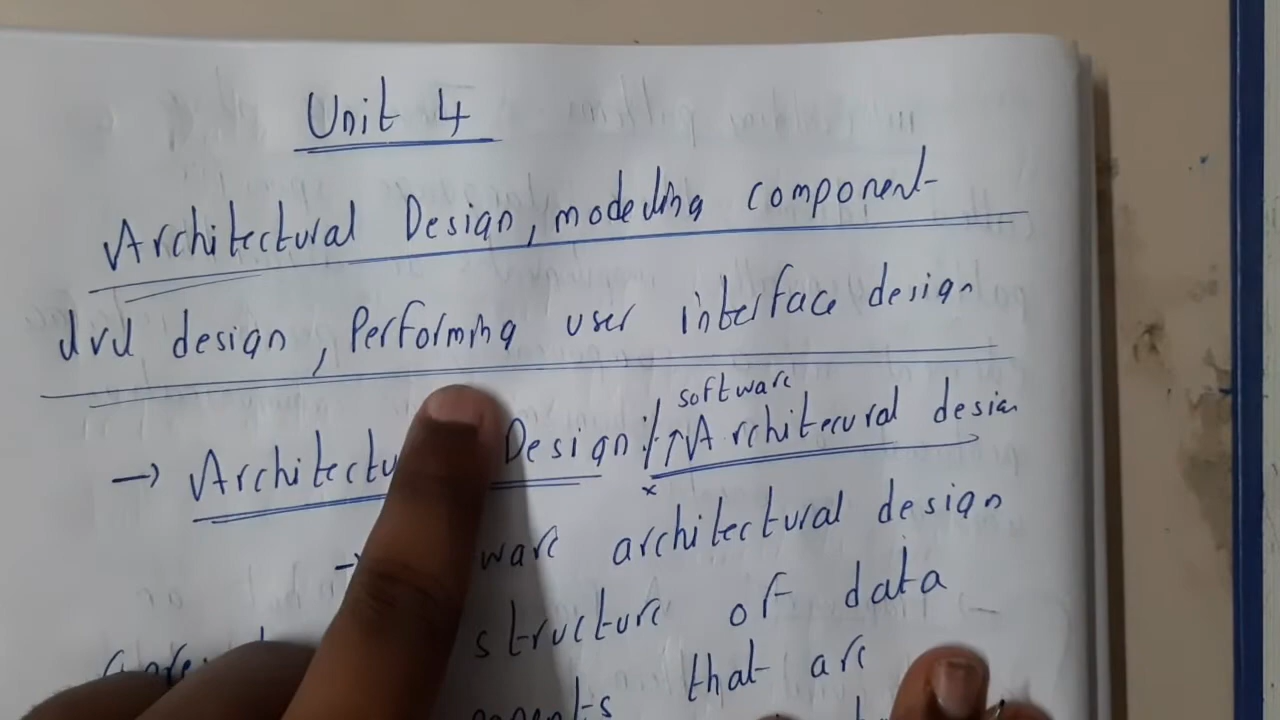 Unit 4
Architectural Design, modeling component
level design, Performing user interface design
→ Architectu Design :- software
↑ Architecural design
ware architectural design
structure of data
that are